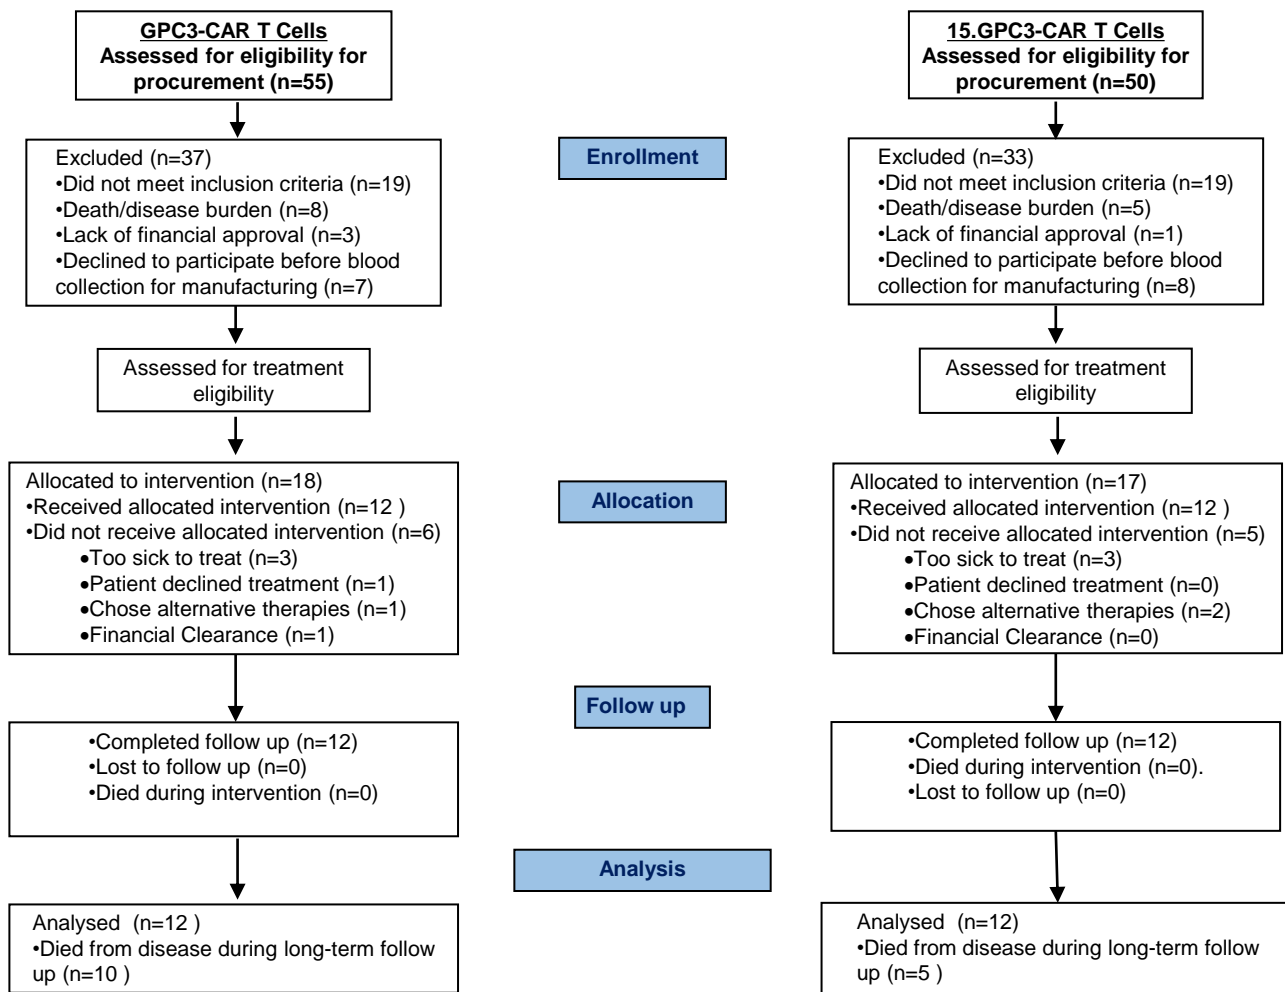 GPC3-CAR T Cells
Assessed for eligibility for
procurement (n=55)
15.GPC3-CAR T Cells
Assessed for eligibility for
procurement (n=50)
Enrollment
Excluded (n=37)
•Did not meet inclusion criteria (n=19)
•Death/disease burden (n=8)
•Lack of financial approval (n=3)
•Declined to participate before blood
collection for manufacturing (n=7)
Excluded (n=33)
•Did not meet inclusion criteria (n=19)
•Death/disease burden (n=5)
•Lack of financial approval (n=1)
•Declined to participate before blood
collection for manufacturing (n=8)
Assessed for treatment
eligibility
Assessed for treatment
eligibility
Allocation
Allocated to intervention (n=18)
•Received allocated intervention (n=12 )
•Did not receive allocated intervention (n=6)
•Too sick to treat (n=3)
•Patient declined treatment (n=1)
•Chose alternative therapies (n=1)
•Financial Clearance (n=1)
Allocated to intervention (n=17)
•Received allocated intervention (n=12 )
•Did not receive allocated intervention (n=5)
•Too sick to treat (n=3)
•Patient declined treatment (n=0)
•Chose alternative therapies (n=2)
•Financial Clearance (n=0)
Follow up
•Completed follow up (n=12)
•Lost to follow up (n=0)
•Died during intervention (n=0)
•Completed follow up (n=12)
•Died during intervention (n=0).
•Lost to follow up (n=0)
Analysis
Analysed  (n=12 )
•Died from disease during long-term follow
up (n=10 )
Analysed  (n=12)
•Died from disease during long-term follow
up (n=5 )